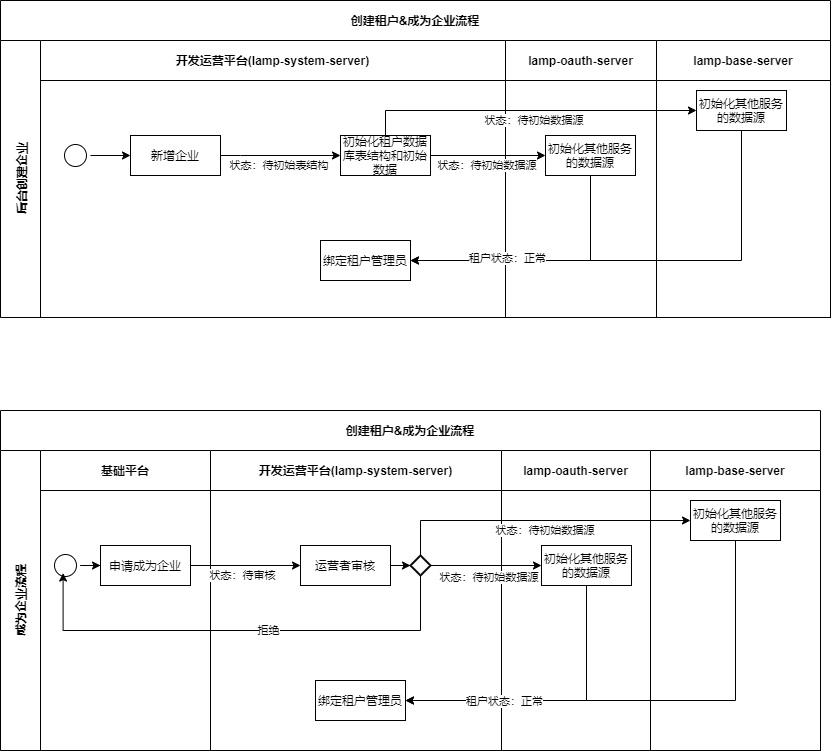 创建租户&成为企业流程
开发运营平台(lamp-system-server)
lamp-oauth-server
lamp-base-server
后台创建企业
初始化其他服务
的数据源
状态：待初始数据源
新增企业
状态：待初始表结构
初始化租户数据
库表结构和初始
数据
状态：待初始数据源
初始化其他服务
的数据源
绑定租户管理员
租户状态：正常
创建租户&成为企业流程
基础平台
开发运营平台(lamp-system-server)
lamp-oauth-server
lamp-base-server
成为企业流程
初始化其他服务
的数据源
状态：待初始数据源
申请成为企业
状态：待审核
运营者审核
状态：待初始数据源
初始化其他服务
的数据源
拒绝
绑定租户管理员
租户状态：正常